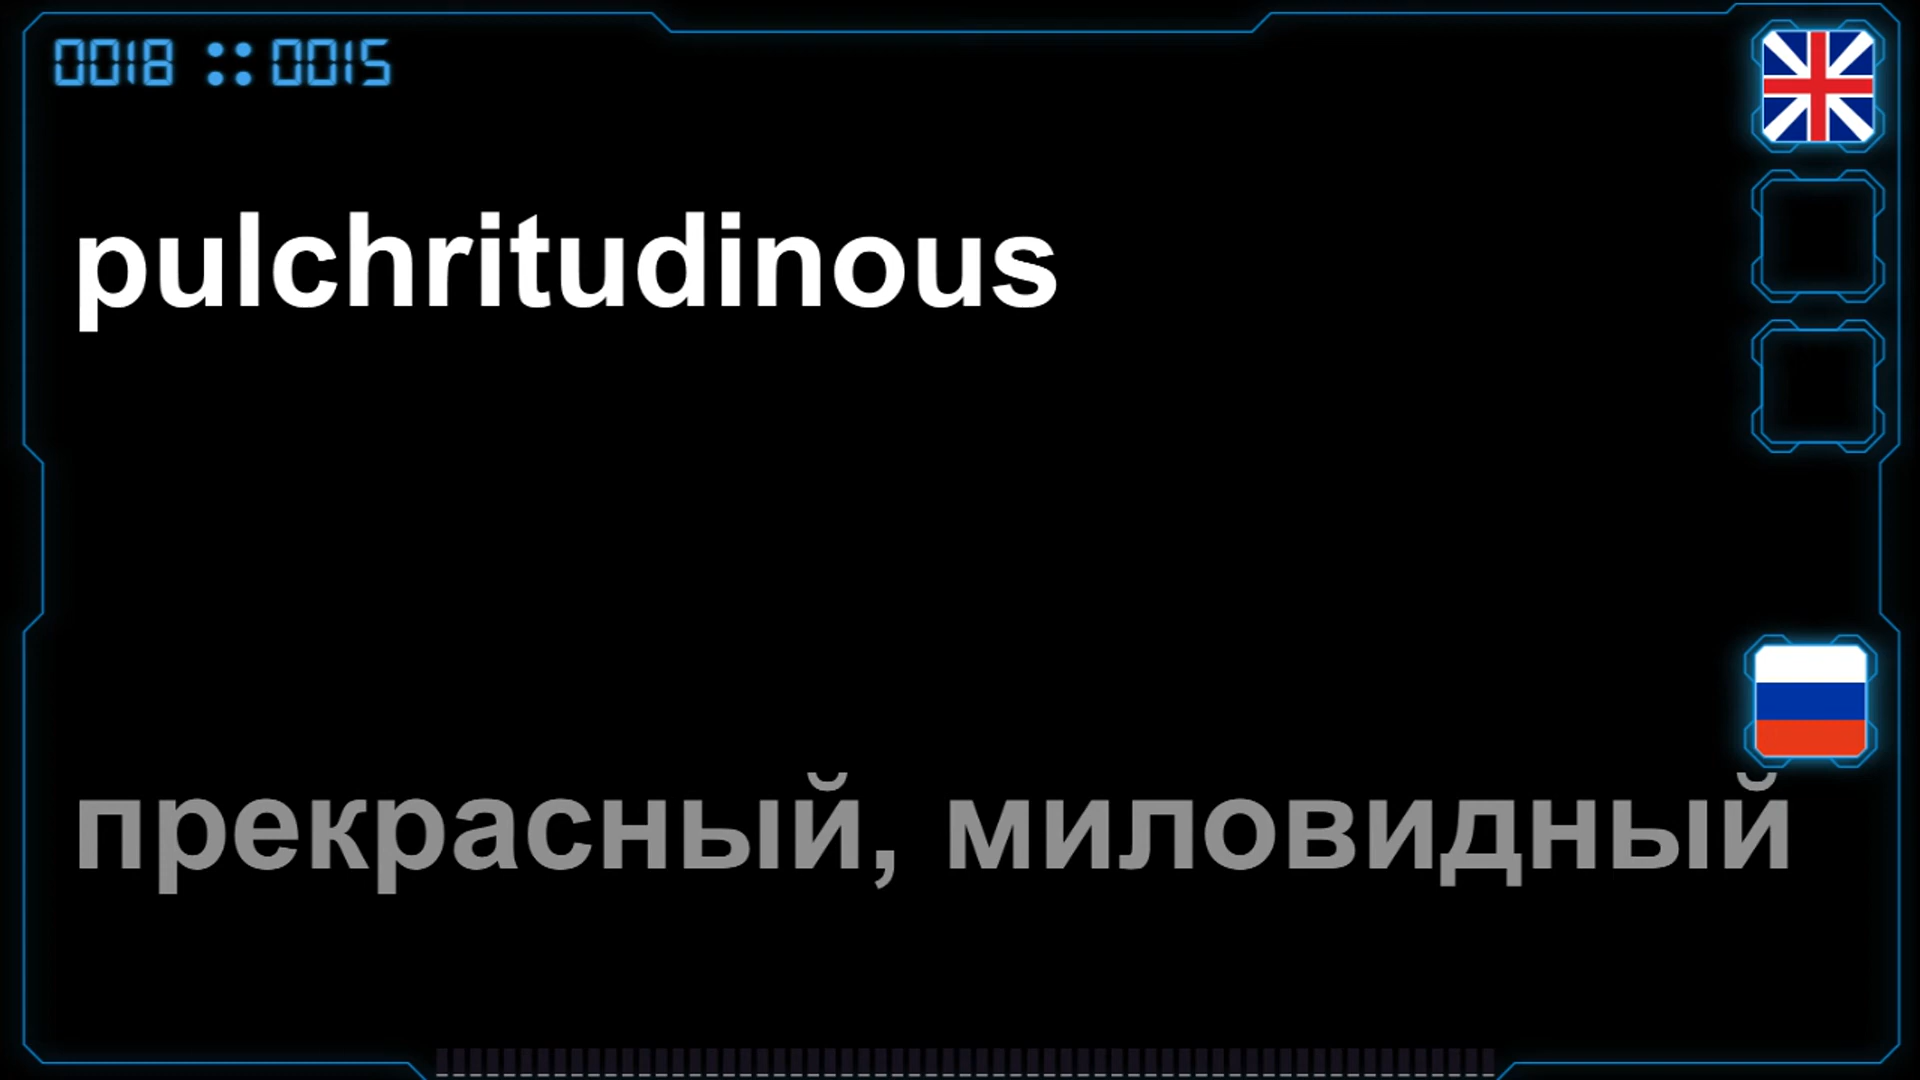 0018 :: 0015
pulchritudinous
прекрасный, миловидный